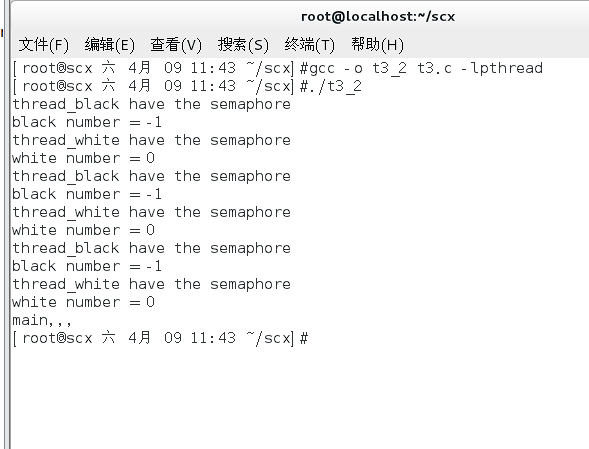 root@localhost:~/scx
文件(F) 编辑(E) 查看(V) 搜索(S) 终端(T) 帮助(H)
[root@scx 六 4月 09 11:43 ~/scx]#gcc -o t3_2 t3.c -lpthread
[root@scx 六 4月 09 11:43 ~/scx]#./t3_2
thread_black have the semaphore
black number = -1
thread_white have the semaphore
white number = 0
thread_black have the semaphore
black number = -1
thread_white have the semaphore
white number = 0
thread_black have the semaphore
black number = -1
thread_white have the semaphore
white number = 0
main,,,
[root@scx 六 4月 09 11:43 ~/scx]#